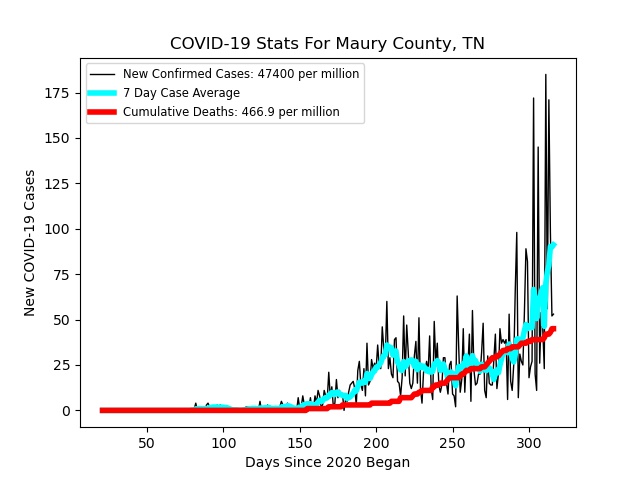 COVID-19 Stats For Maury County, TN
New Confirmed Cases: 47400 per million
7 Day Case Average
Cumulative Deaths: 466.9 per million
New COVID-19 Cases
175
150
125
100
75
50
25
0
50 100 150 200 250 300
Days Since 2020 Began